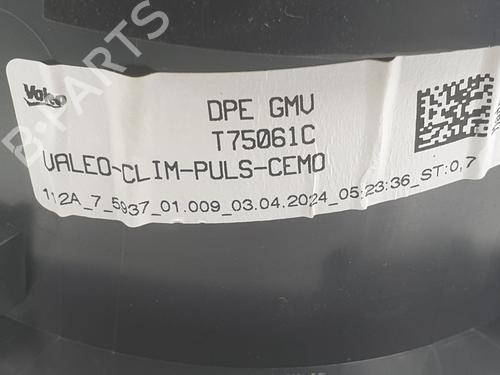 Valeo
DPE GMV
T75061C
VALEO-CLIM-PULS-CEMO
112A_7_5937_01.009_03.04.2024_05:23:36_ST:0,7
B-PARTS